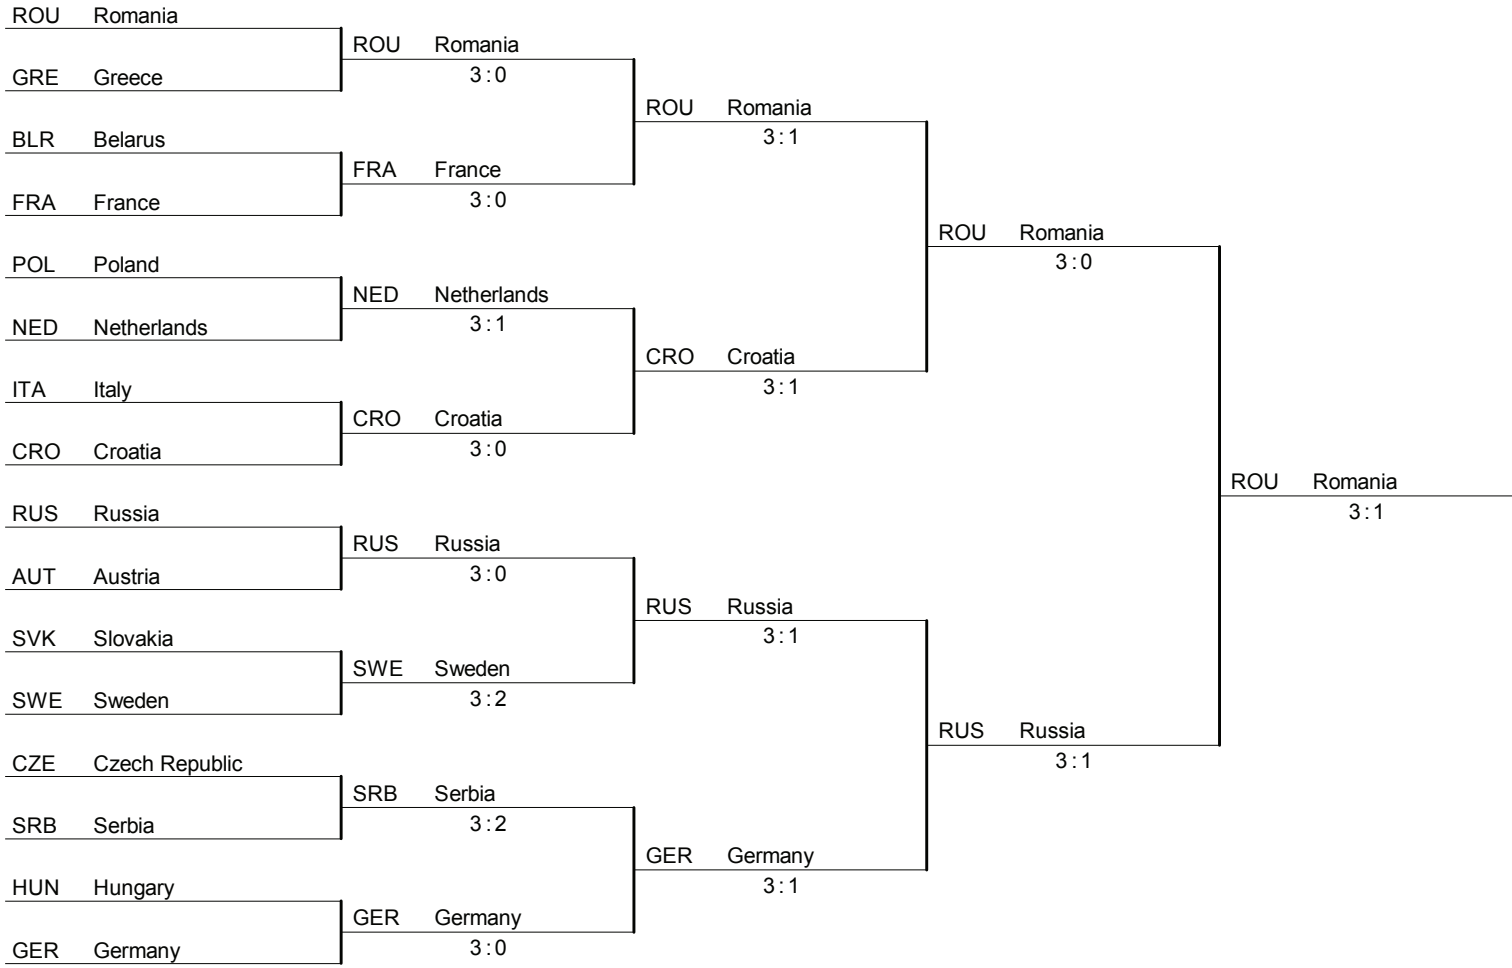 ROU Romania
ROU Romania
3:0
GRE Greece
ROU Romania
3:1
BLR Belarus
FRA France
3:0
FRA France
ROU Romania
3:0
POL Poland
NED Netherlands
3:1
NED Netherlands
CRO Croatia
3:1
ITA Italy
CRO Croatia
3:0
CRO Croatia
ROU Romania
3:1
RUS Russia
RUS Russia
3:0
AUT Austria
RUS Russia
3:1
SVK Slovakia
SWE Sweden
3:2
SWE Sweden
RUS Russia
3:1
CZE Czech Republic
SRB Serbia
3:2
SRB Serbia
GER Germany
3:1
HUN Hungary
GER Germany
3:0
GER Germany